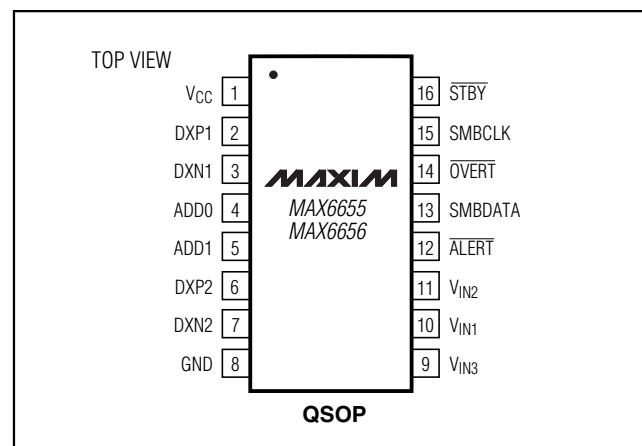 TOP VIEW
VCC 1
DXP1 2
DXN1 3
ADD0 4
ADD1 5
DXP2 6
DXN2 7
GND 8
MAXIM
MAX6655
MAX6656
16 STBY
15 SMBCLK
14 OVERT
13 SMBDATA
12 ALERT
11 VIN2
10 VIN1
9 VIN3
QSOP